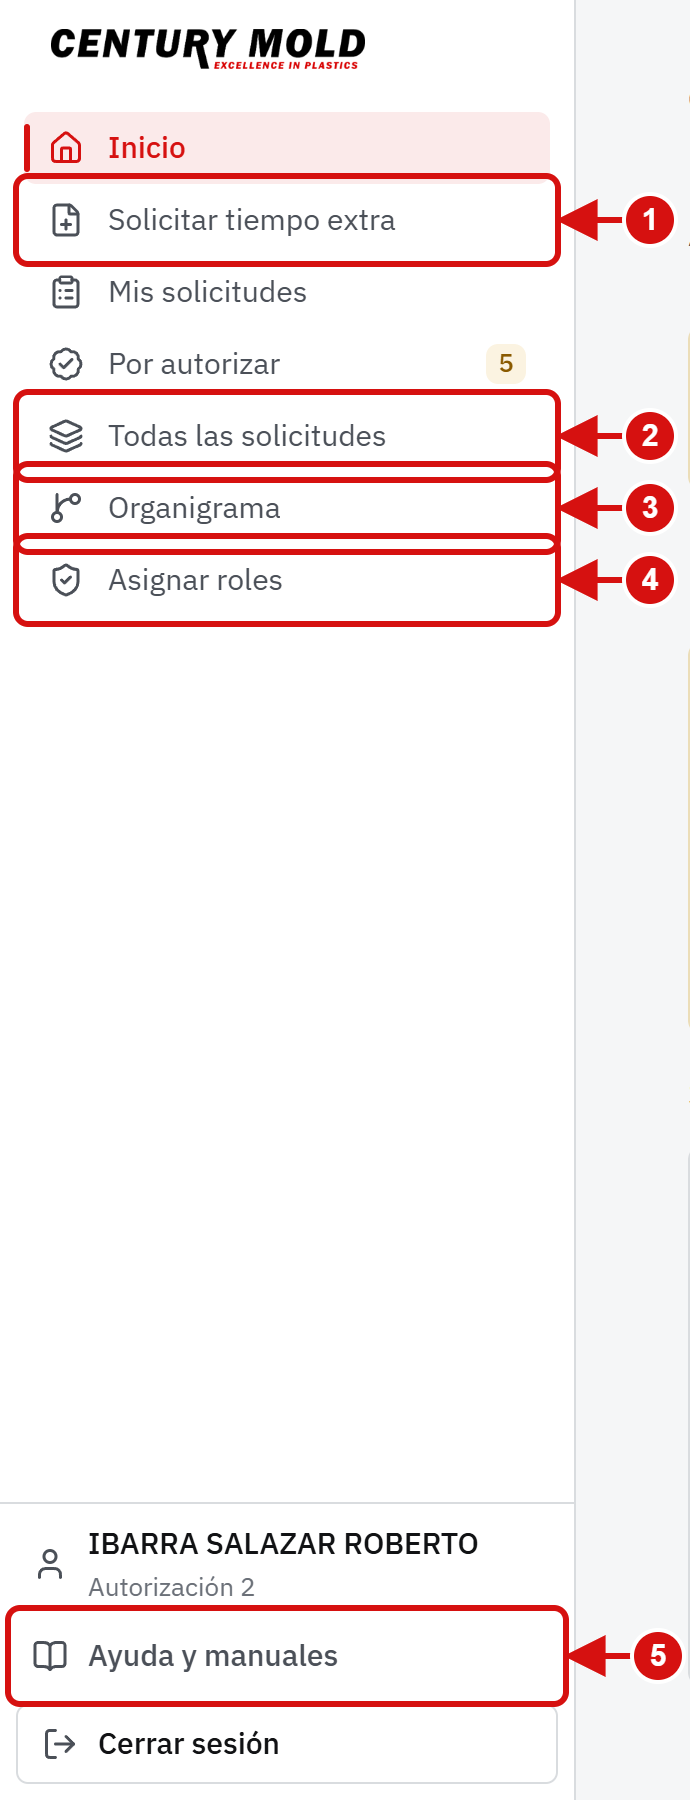 CENTURY MOLD
EXCELLENCE IN PLASTICS
Inicio
Solicitar tiempo extra
1
Mis solicitudes
Por autorizar
5
Todas las solicitudes
2
Organigrama
3
Asignar roles
4
IBARRA SALAZAR ROBERTO
Autorización 2
Ayuda y manuales
5
Cerrar sesión